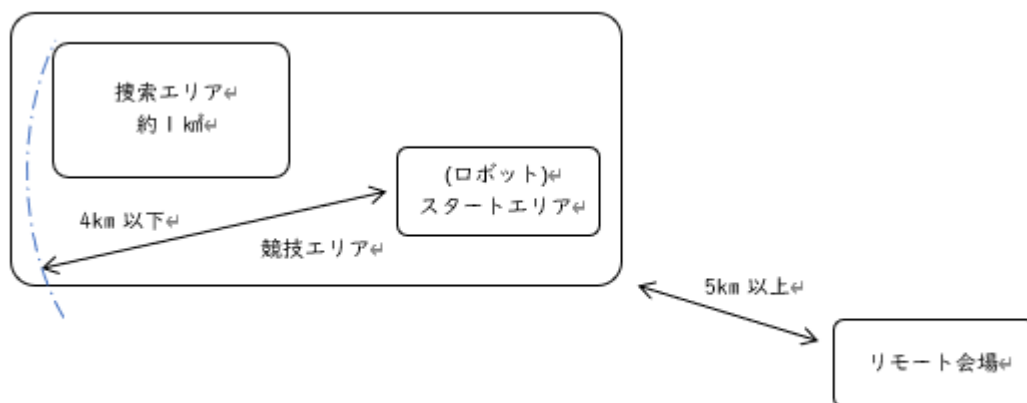 捜索エリア↵
約1㎢↵
(ロボット)↵
スタートエリア↵
4km 以下↵
競技エリア↵
5km 以上↵
リモート会場↵